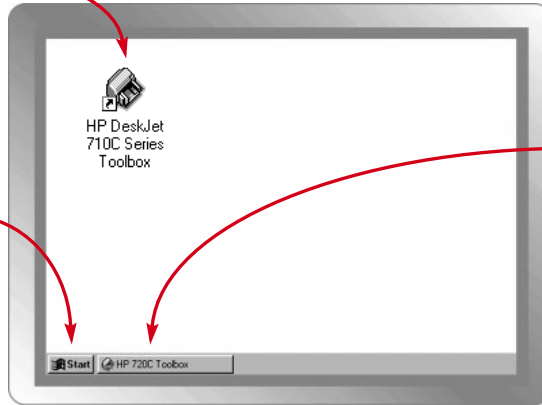 HP DeskJet
710C Series
Toolbox
Start
HP 720C Toolbox